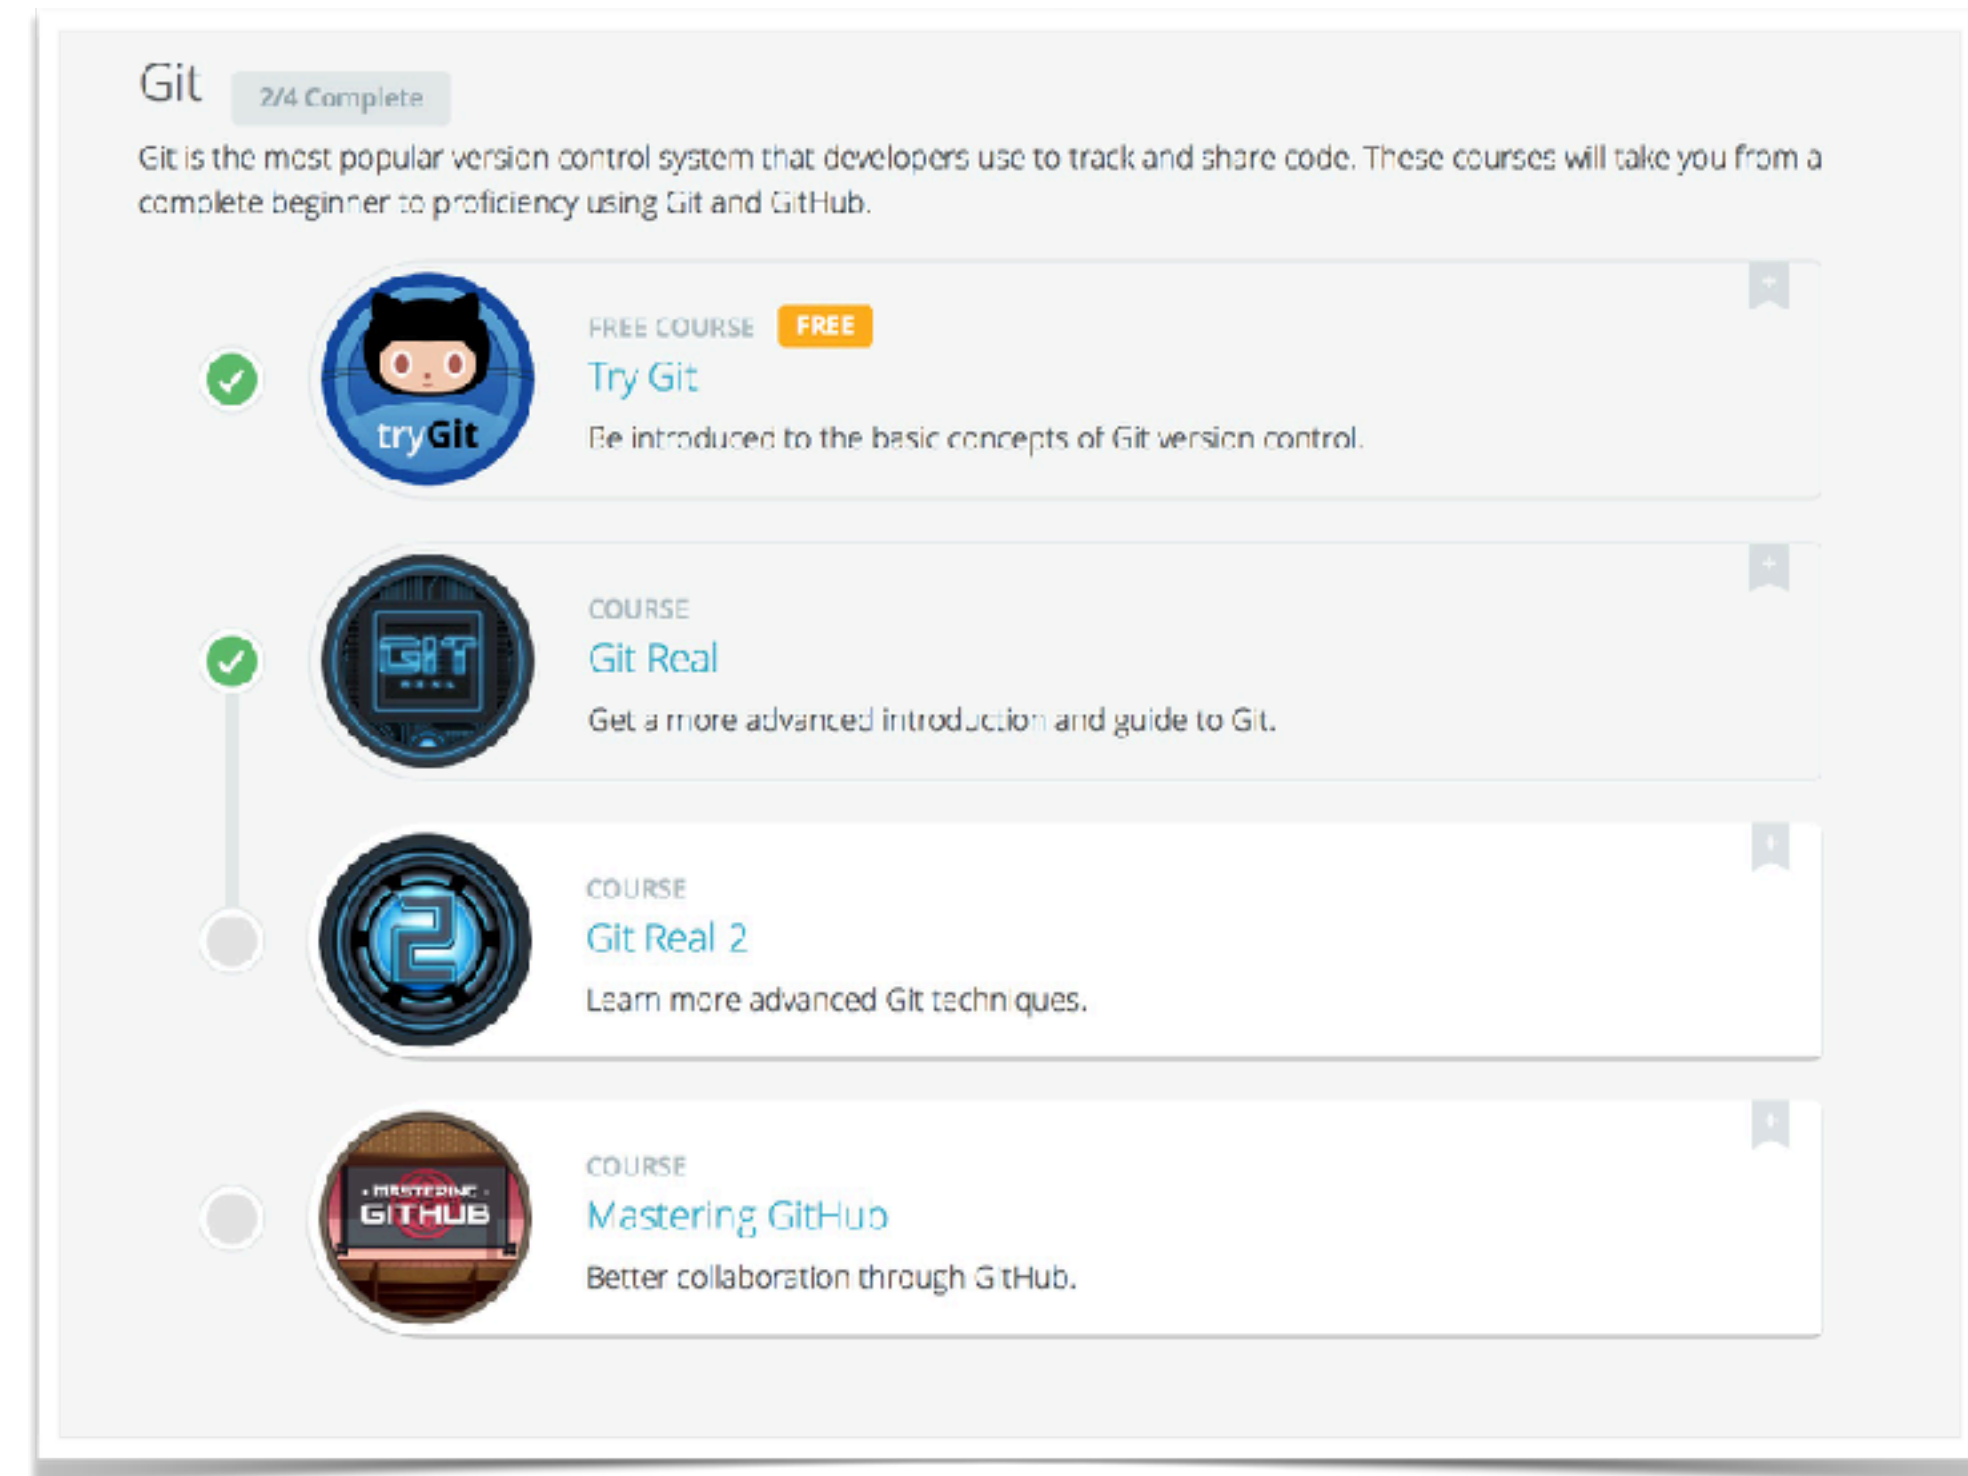 Git
2/4 Complete
Git is the most popular version control system that developers use to track and share code. These courses will take you from a
complete beginner to proficiency using Git and GitHub.
FREE COURSE FREE
Try Git
Be introduced to the basic concepts of Git version control.
tryGit
COURSE
Git Real
Get a more advanced introduction and guide to Git.
GIT
REAL
COURSE
Git Real 2
Learn more advanced Git techniques.
2
COURSE
Mastering GitHub
Better collaboration through GitHub.
MASTERING
GITHUB